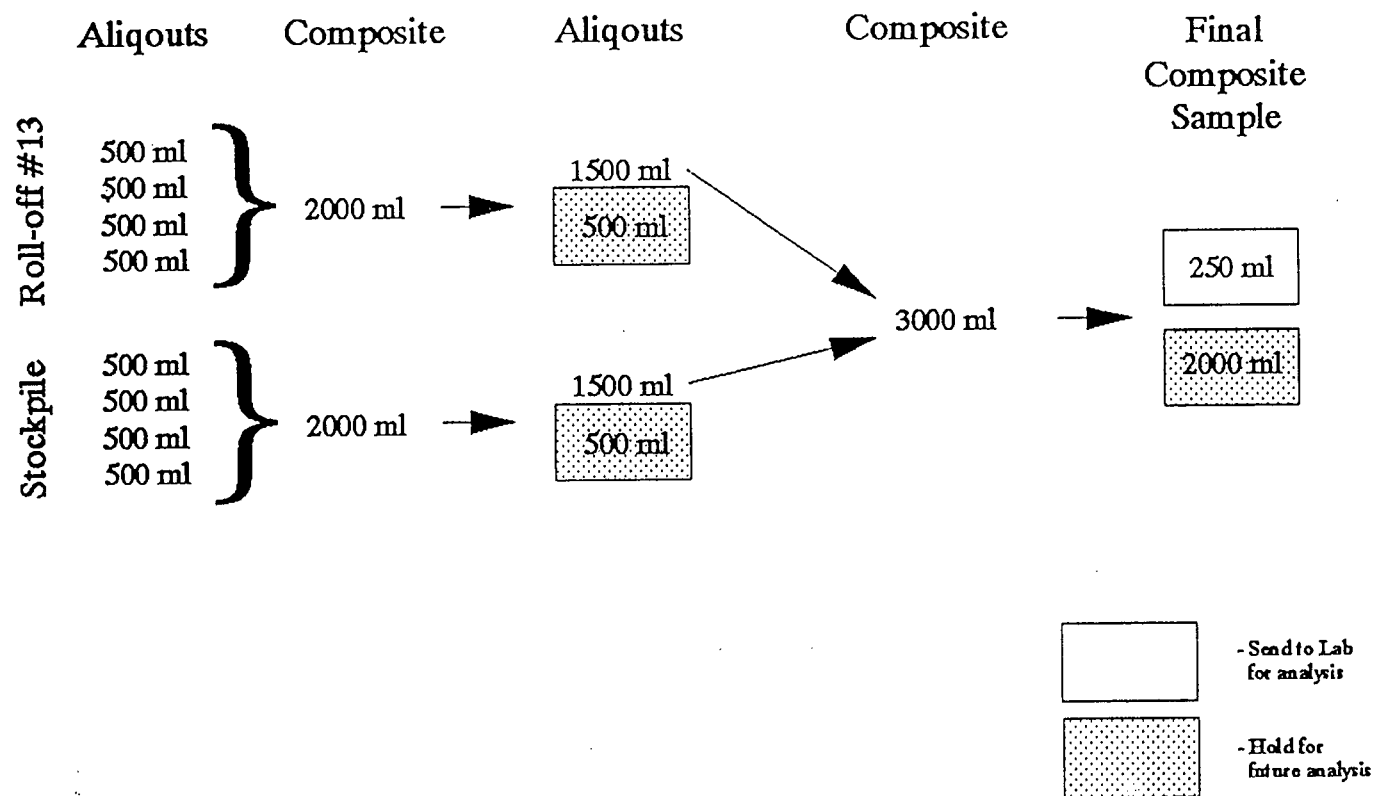 Aliqouts
Composite
Aliqouts
Composite
Final
Composite
Sample
Roll-off #13
500 ml
500 ml
500 ml
500 ml
2000 ml
1500 ml
500 ml
Stockpile
500 ml
500 ml
500 ml
500 ml
2000 ml
1500 ml
500 ml
3000 ml
250 ml
2000 ml
- Send to Lab
for analysis
- Hold for
future analysis